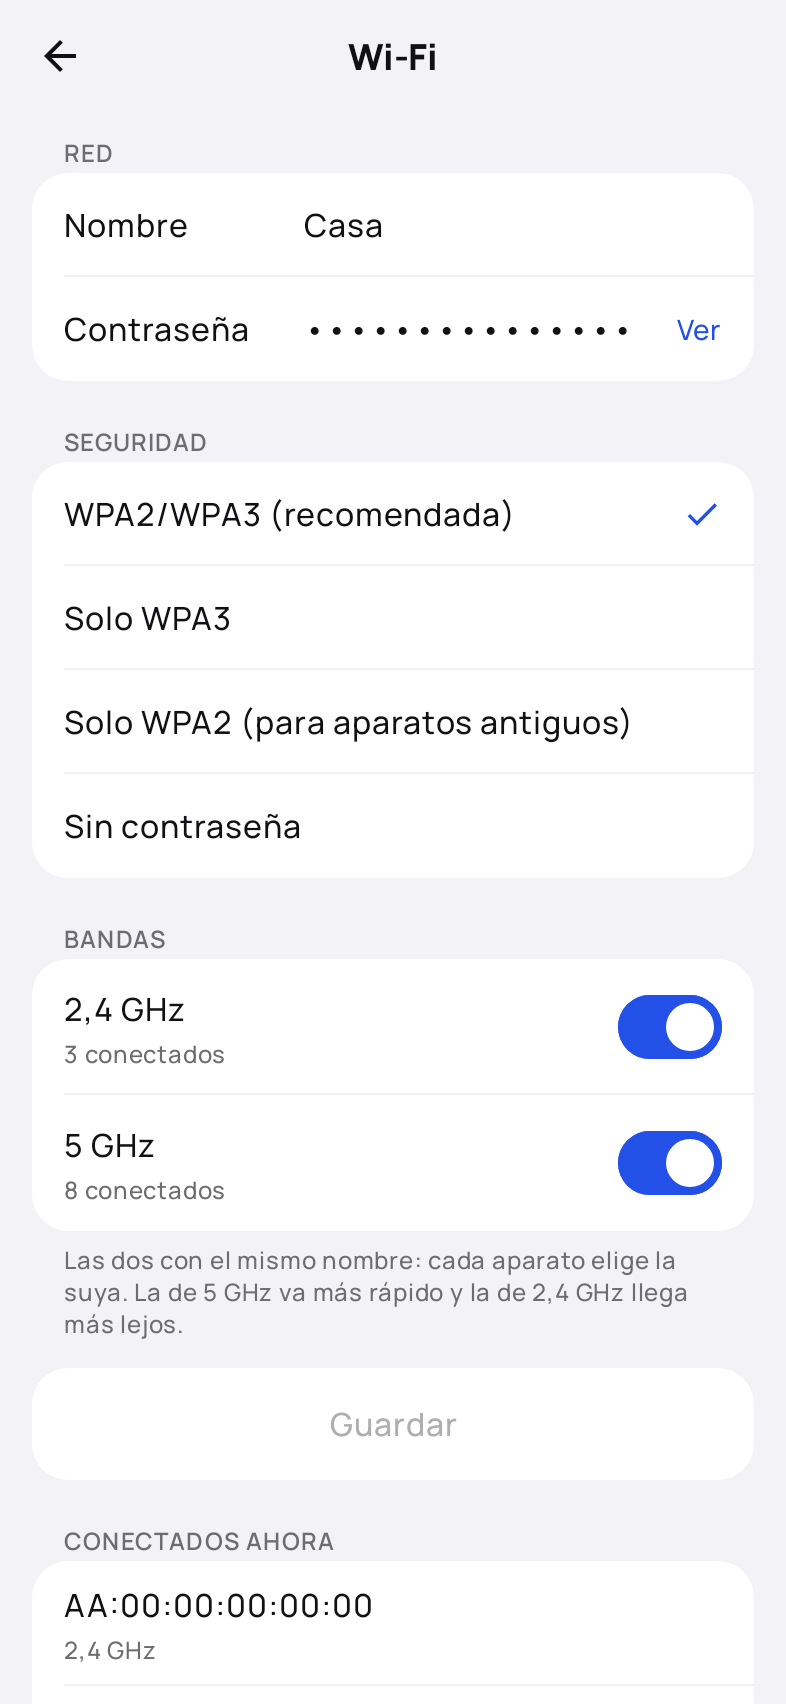 Wi-Fi
RED
Nombre Casa
Contraseña ••••••••••••••• Ver
SEGURIDAD
WPA2/WPA3 (recomendada)
Solo WPA3
Solo WPA2 (para aparatos antiguos)
Sin contraseña
BANDAS
2,4 GHz
3 conectados
5 GHz
8 conectados
Las dos con el mismo nombre: cada aparato elige la
suya. La de 5 GHz va más rápido y la de 2,4 GHz llega
más lejos.
Guardar
CONECTADOS AHORA
AA:00:00:00:00:00
2,4 GHz